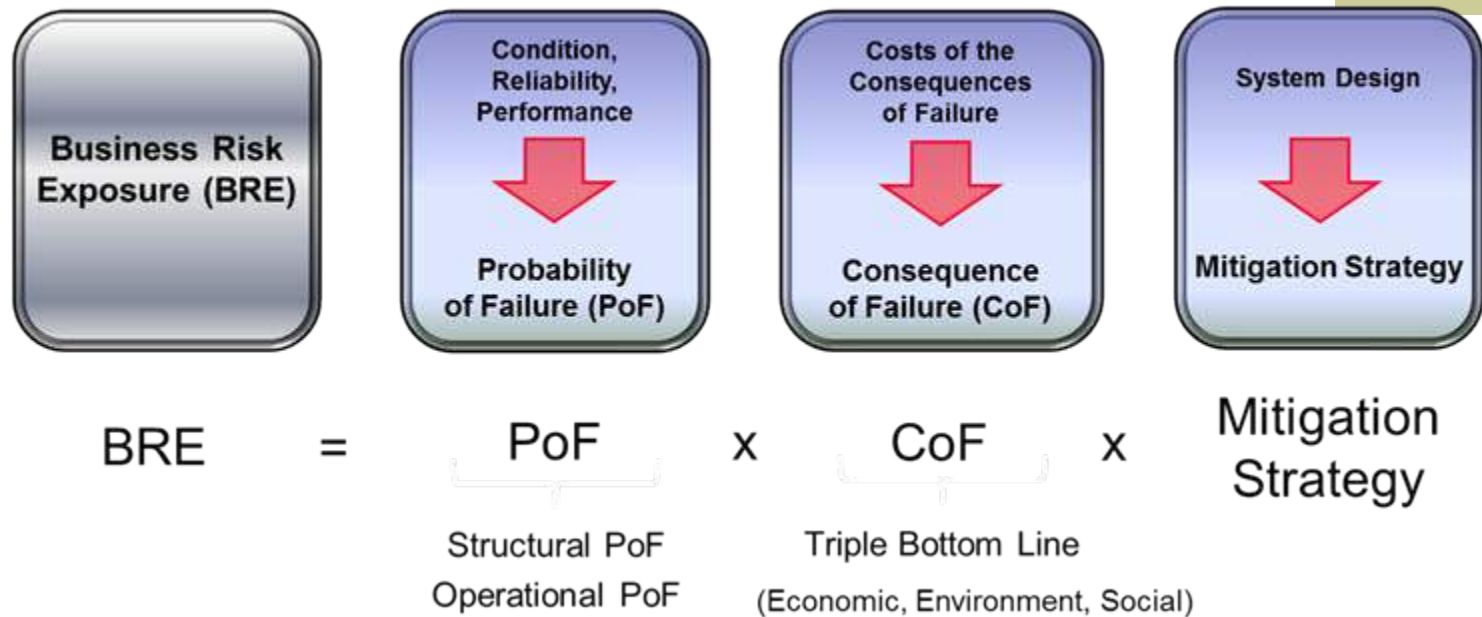 Business Risk
Exposure (BRE)
Condition,
Reliability,
Performance
Probability
of Failure (PoF)
Costs of the
Consequences
of Failure
Consequence
of Failure (CoF)
System Design
Mitigation Strategy
BRE = PoF x CoF x Mitigation
Strategy
Structural PoF
Operational PoF
Triple Bottom Line
(Economic, Environment, Social)